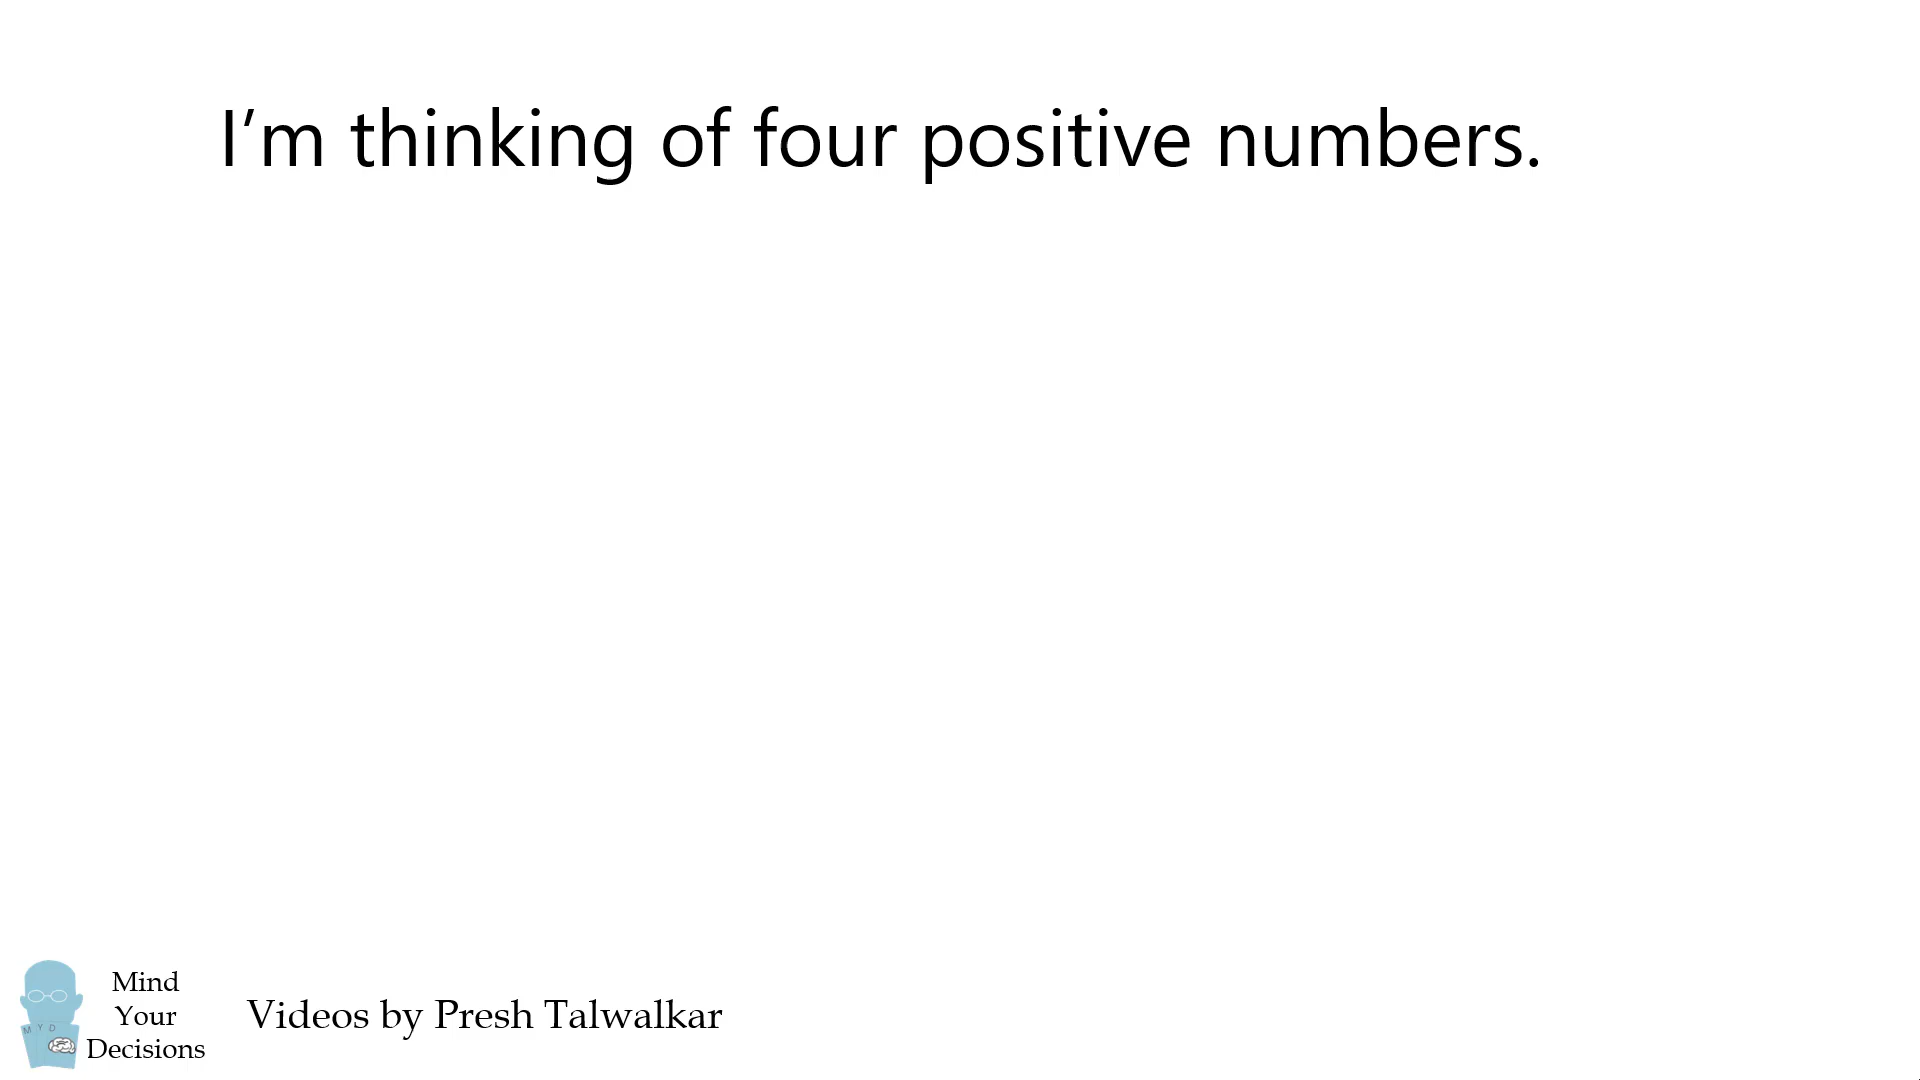 I’m thinking of four positive numbers.
Mind
Your
Decisions
M Y D
Videos by Presh Talwalkar